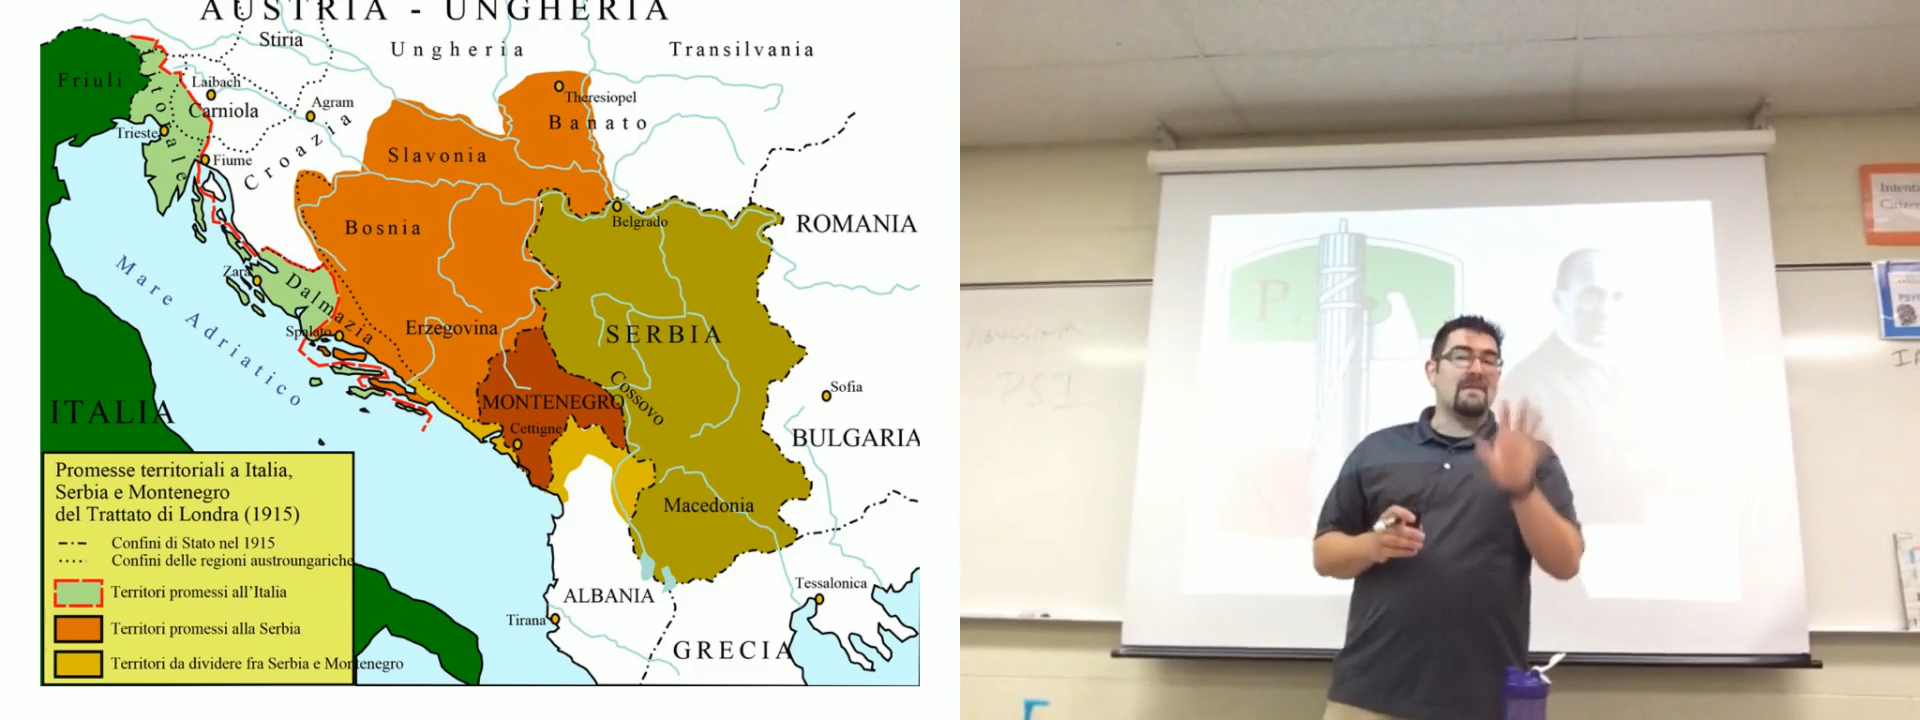 AUSTRIA - UNGHERIA
Stiria
Ungheria
Transilvania
Friuli
Laibach
Carniola
Agram
Theresiopel
Banato
Trieste
Litorale
Fiume
Croazia
Slavonia
Bosnia
Belgrado
ROMANIA
Mare Adriatico
Zara
Dalmazia
Spalato
Erzegovina
SERBIA
ITALIA
MONTENEGRO
Cossovo
Sofia
Cettigne
BULGARIA
Macedonia
Promesse territoriali a Italia,
Serbia e Montenegro
del Trattato di Londra (1915)
Confini di Stato nel 1915
Confini delle regioni austroungariche
Territori promessi all'Italia
Territori promessi alla Serbia
Territori da dividere fra Serbia e Montenegro
ALBANIA
Tirana
Tessalonica
GRECIA
P.
PSI